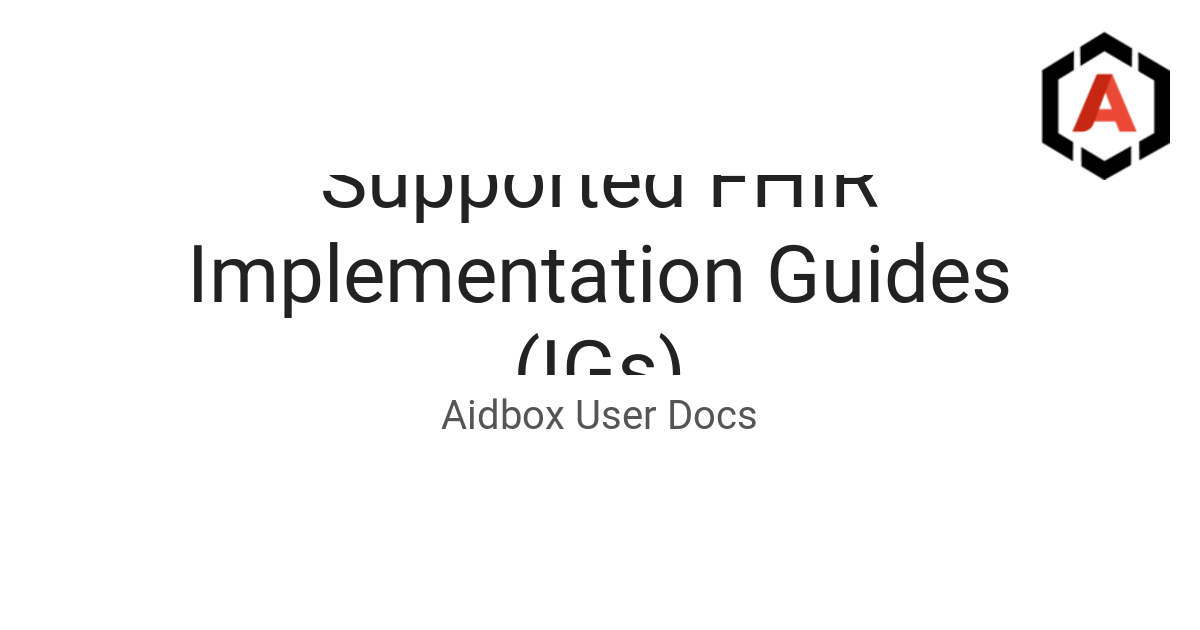 Supported FHIR
Implementation Guides
(IGs)
Aidbox User Docs